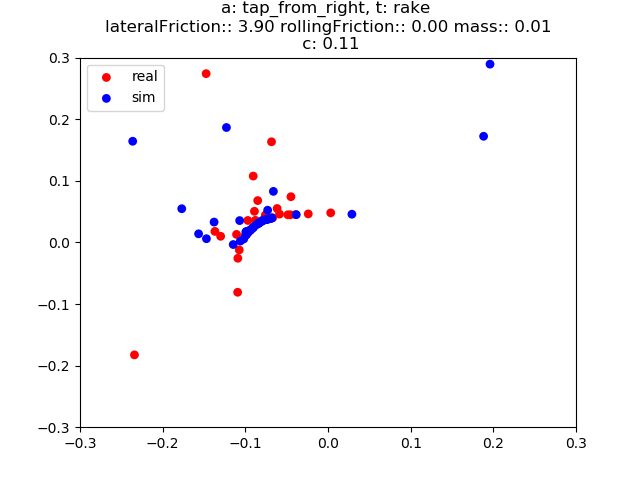 a: tap_from_right, t: rake
lateralFriction:: 3.90 rollingFriction:: 0.00 mass:: 0.01
c: 0.11
real
sim
0.3
0.2
0.1
0.0
−0.1
−0.2
−0.3
−0.3
−0.2
−0.1
0.0
0.1
0.2
0.3